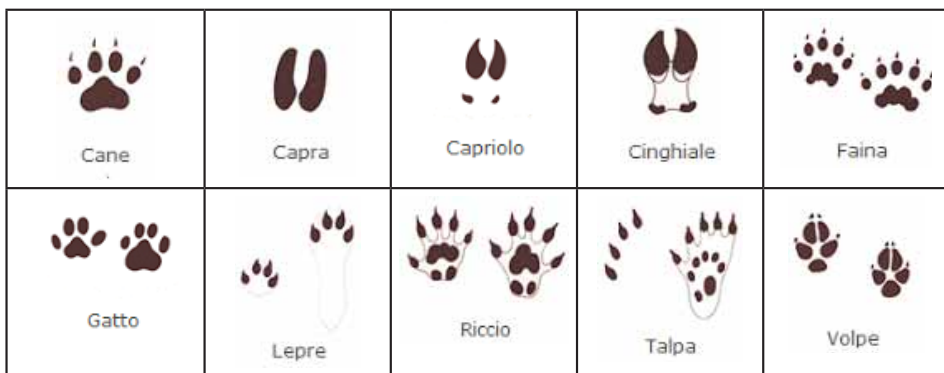 Cane
Capra
Capriolo
Cinghiale
Faina
Gatto
Lepre
Riccio
Talpa
Volpe